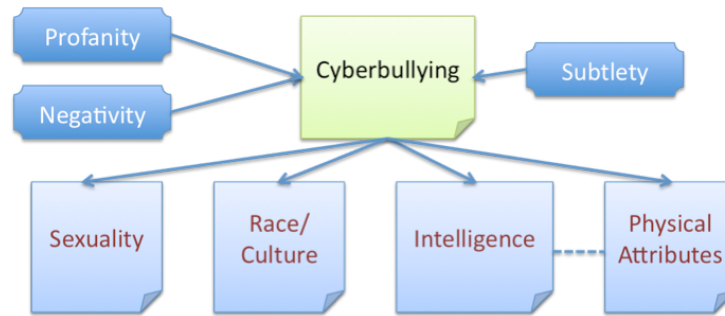 Profanity
Cyberbullying
Subtlety
Negativity
Sexuality
Race/
Culture
Intelligence
Physical
Attributes